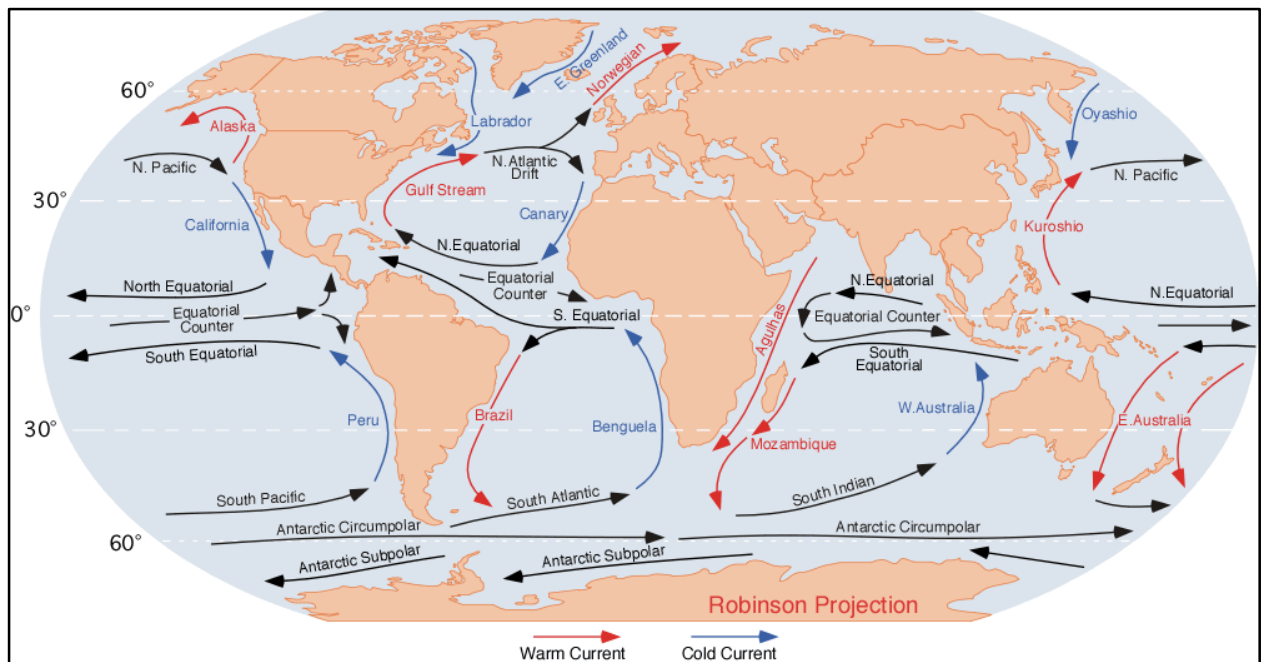 E. Greenland
Norwegian
60°
Alaska
Labrador
Oyashio
N. Pacific
N. Atlantic
Drift
N. Pacific
Gulf Stream
30°
30°
California
Canary
Kuroshio
N.Equatorial
North Equatorial
Equatorial
Counter
N.Equatorial
N.Equatorial
0°
0°
Equatorial
Counter
S. Equatorial
Equatorial Counter
South Equatorial
Agulhas
South
Equatorial
Peru
Brazil
Benguela
W.Australia
E.Australia
30°
30°
Mozambique
South Pacific
South Atlantic
South Indian
Antarctic Circumpolar
Antarctic Circumpolar
60°
Antarctic Subpolar
Antarctic Subpolar
Robinson Projection
Warm Current
Cold Current